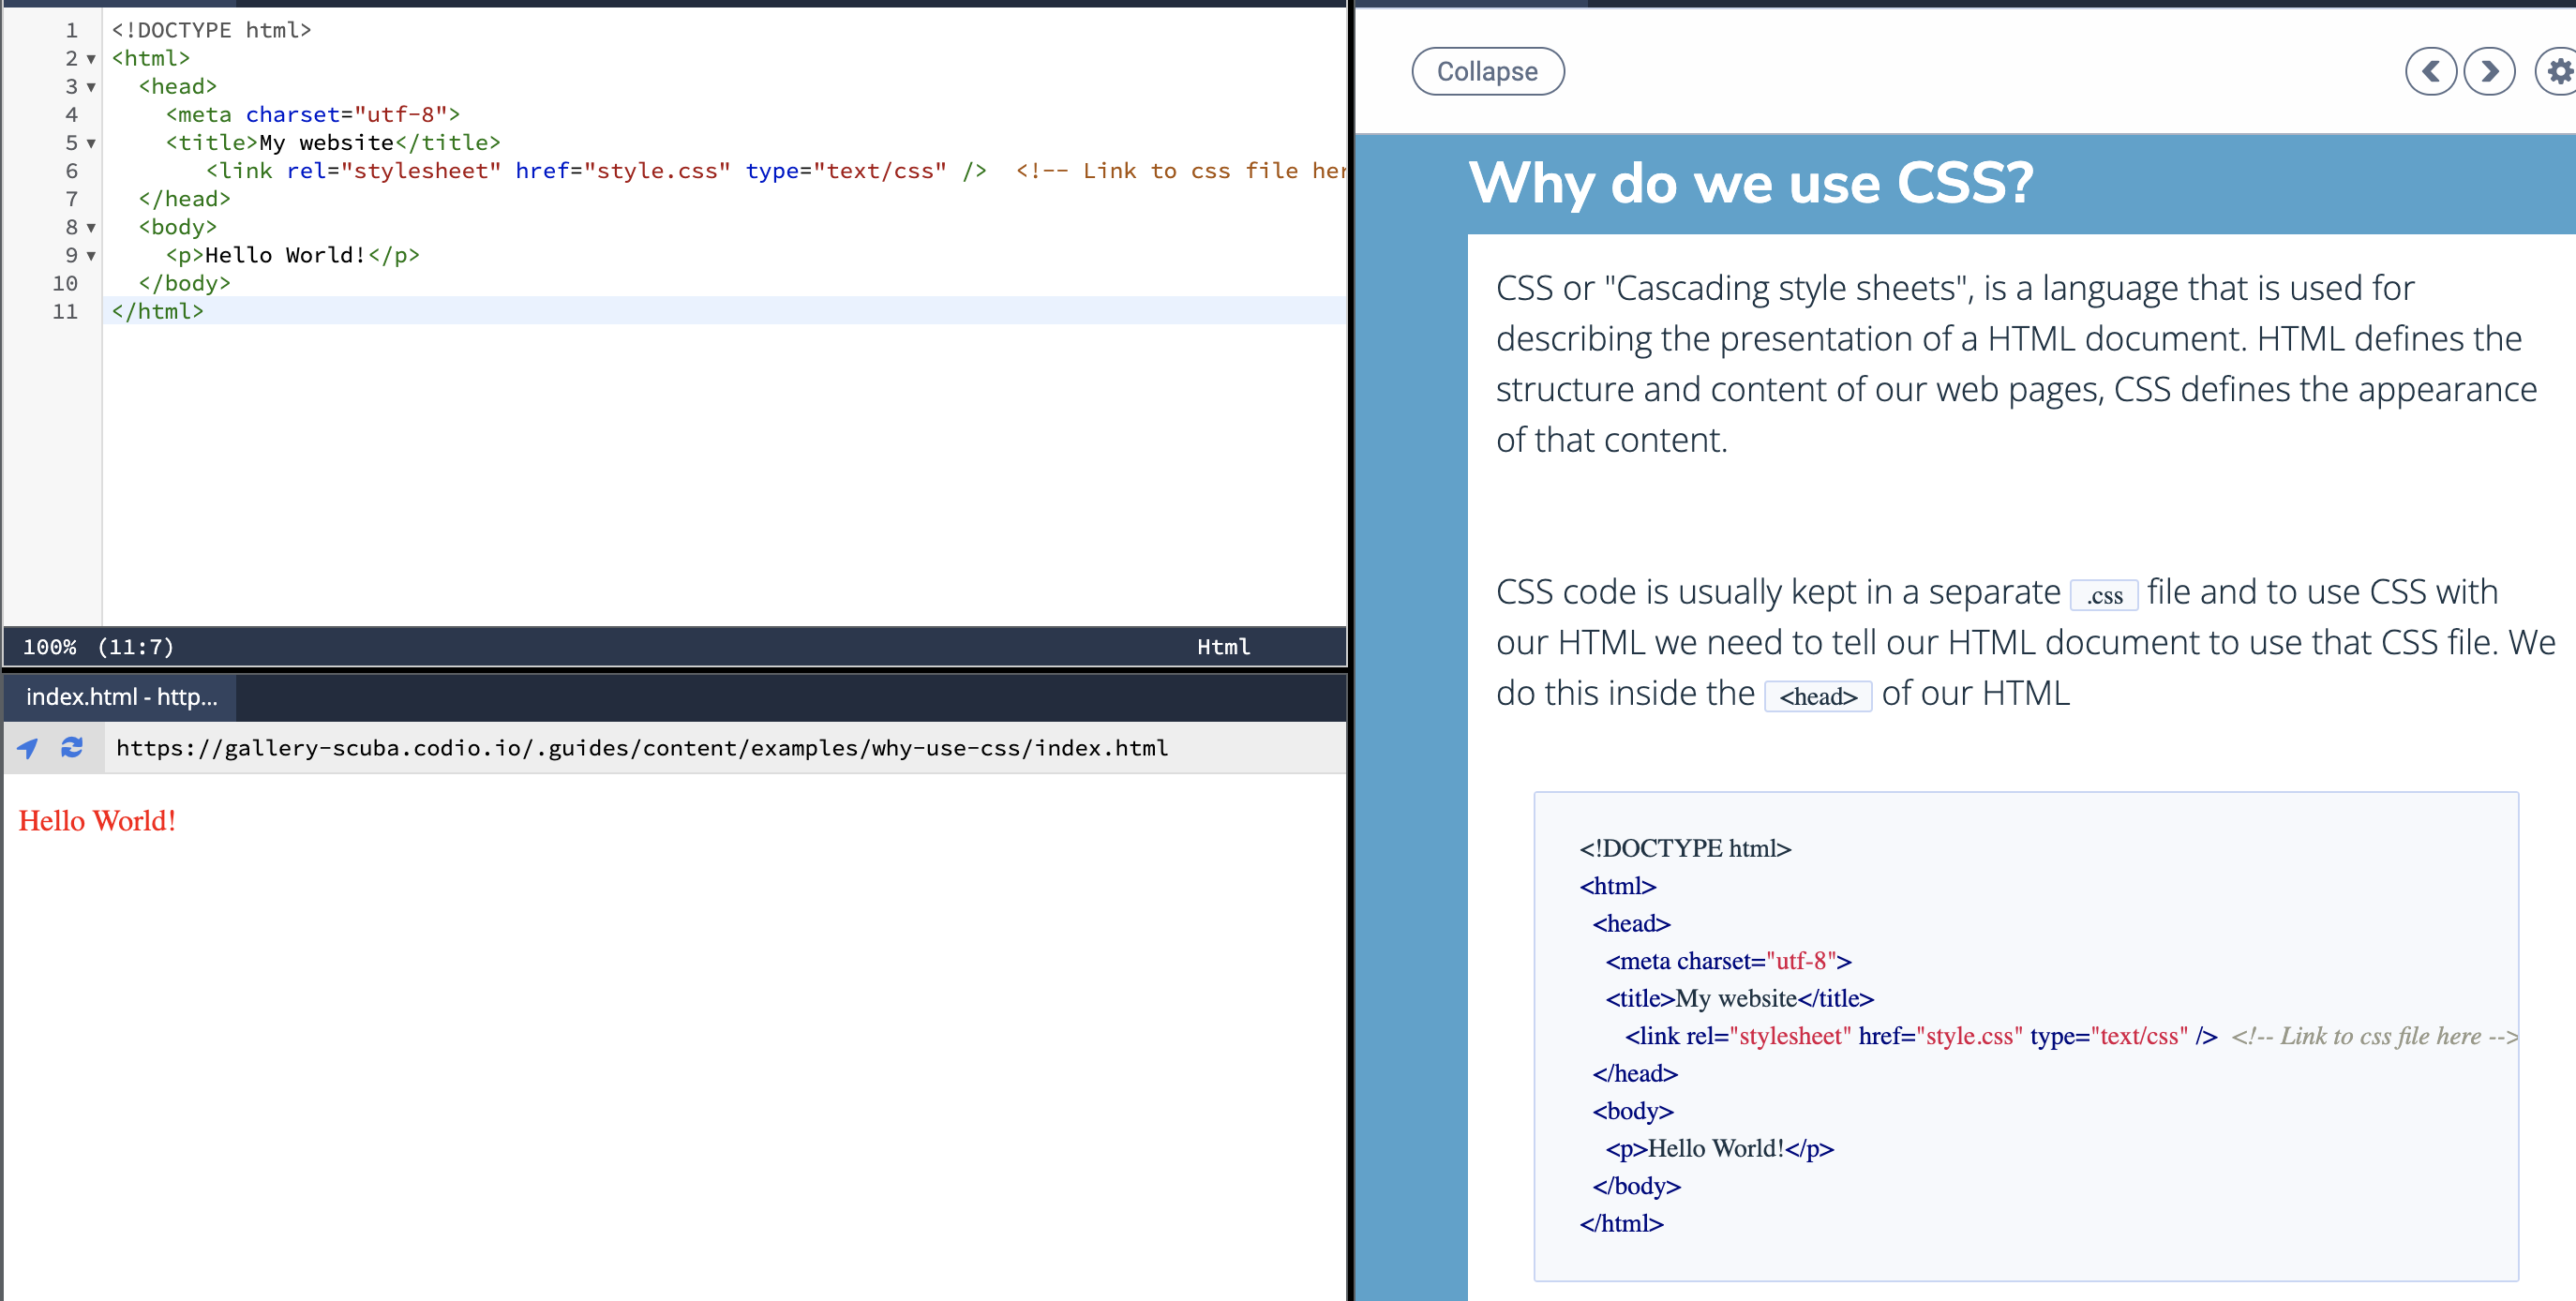 1 <!DOCTYPE html>
2 <html>
3 <head>
4 <meta charset="utf-8">
5 <title>My website</title>
6 <link rel="stylesheet" href="style.css" type="text/css" /> <!-- Link to css file her
7 </head>
8 <body>
9 <p>Hello World!</p>
10 </body>
11 </html>
100% (11:7) Html
index.html - http...
https://gallery-scuba.codio.io/.guides/content/examples/why-use-css/index.html
Hello World!
Collapse
Why do we use CSS?
CSS or "Cascading style sheets", is a language that is used for
describing the presentation of a HTML document. HTML defines the
structure and content of our web pages, CSS defines the appearance
of that content.
CSS code is usually kept in a separate .css file and to use CSS with
our HTML we need to tell our HTML document to use that CSS file. We
do this inside the <head> of our HTML
<!DOCTYPE html>
<html>
<head>
<meta charset="utf-8">
<title>My website</title>
<link rel="stylesheet" href="style.css" type="text/css" /> <!-- Link to css file here -->
</head>
<body>
<p>Hello World!</p>
</body>
</html>